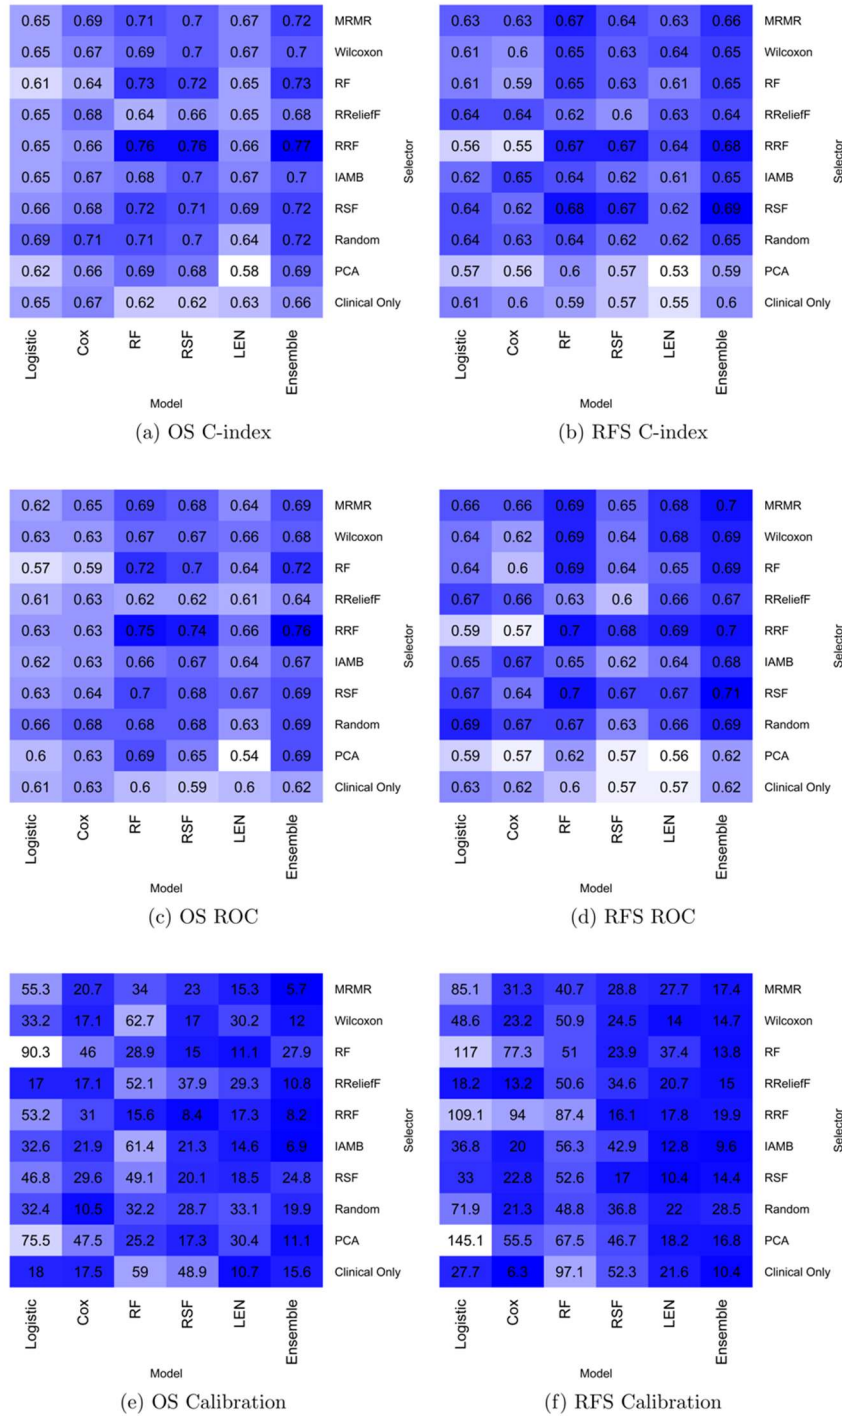 0.65 0.69 0.71 0.7 0.67 0.72 MRMR
0.61 0.67 0.69 0.7 0.67 0.7 Wilcoxon
0.61 0.64 0.73 0.72 0.65 0.73 RF
0.65 0.68 0.64 0.66 0.65 0.68 RReliefF
0.65 0.66 0.76 0.76 0.66 0.77 RRF
0.65 0.67 0.68 0.7 0.67 0.7 IAMB
0.66 0.68 0.72 0.71 0.69 0.72 RSF
0.69 0.71 0.71 0.7 0.64 0.72 Random
0.62 0.66 0.69 0.68 0.58 0.69 PCA
0.65 0.67 0.62 0.62 0.63 0.66 Clinical Only
Selector
Logistic Cox RF RSF LEN Ensemble
Model
(a) OS C-index
0.63 0.63 0.67 0.64 0.63 0.66 MRMR
0.61 0.6 0.65 0.63 0.64 0.65 Wilcoxon
0.61 0.59 0.65 0.63 0.61 0.65 RF
0.64 0.64 0.62 0.6 0.63 0.64 RReliefF
0.56 0.55 0.67 0.67 0.64 0.68 RRF
0.62 0.65 0.64 0.62 0.61 0.65 IAMB
0.64 0.62 0.68 0.67 0.62 0.69 RSF
0.64 0.63 0.64 0.62 0.62 0.65 Random
0.57 0.56 0.6 0.57 0.53 0.59 PCA
0.61 0.6 0.59 0.57 0.55 0.6 Clinical Only
Selector
Logistic Cox RF RSF LEN Ensemble
Model
(b) RFS C-index
0.62 0.65 0.69 0.68 0.64 0.69 MRMR
0.63 0.63 0.67 0.67 0.66 0.68 Wilcoxon
0.57 0.59 0.72 0.7 0.64 0.72 RF
0.61 0.63 0.62 0.62 0.61 0.64 RReliefF
0.63 0.63 0.75 0.74 0.66 0.76 RRF
0.62 0.63 0.66 0.67 0.64 0.67 IAMB
0.63 0.64 0.7 0.68 0.67 0.69 RSF
0.66 0.68 0.68 0.68 0.63 0.69 Random
0.6 0.63 0.69 0.65 0.54 0.69 PCA
0.61 0.63 0.6 0.59 0.6 0.62 Clinical Only
Selector
Logistic Cox RF RSF LEN Ensemble
Model
(c) OS ROC
0.66 0.66 0.69 0.65 0.68 0.7 MRMR
0.64 0.62 0.69 0.64 0.68 0.69 Wilcoxon
0.64 0.6 0.69 0.64 0.65 0.69 RF
0.67 0.66 0.63 0.6 0.66 0.67 RReliefF
0.59 0.57 0.7 0.68 0.69 0.7 RRF
0.65 0.67 0.65 0.62 0.64 0.68 IAMB
0.67 0.64 0.7 0.67 0.67 0.71 RSF
0.69 0.67 0.67 0.63 0.66 0.69 Random
0.59 0.57 0.62 0.57 0.56 0.62 PCA
0.63 0.62 0.6 0.57 0.57 0.62 Clinical Only
Selector
Logistic Cox RF RSF LEN Ensemble
Model
(d) RFS ROC
55.3 20.7 34 23 15.3 5.7 MRMR
33.2 17.1 62.7 17 30.2 12 Wilcoxon
90.3 46 28.9 15 11.1 27.9 RF
17 17.1 52.1 37.9 29.3 10.8 RReliefF
53.2 31 15.6 8.4 17.3 8.2 RRF
32.6 21.9 61.4 21.3 14.6 6.9 IAMB
46.8 29.6 49.1 20.1 18.5 24.8 RSF
32.4 10.5 32.2 28.7 33.1 19.9 Random
75.5 47.5 25.2 17.3 30.4 11.1 PCA
18 17.5 59 48.9 10.7 15.6 Clinical Only
Selector
Logistic Cox RF RSF LEN Ensemble
Model
(e) OS Calibration
85.1 31.3 40.7 28.8 27.7 17.4 MRMR
48.6 23.2 50.9 24.5 14 14.7 Wilcoxon
117 77.3 51 23.9 37.4 13.8 RF
18.2 13.2 50.6 34.6 20.7 15 RReliefF
109.1 94 87.4 16.1 17.8 19.9 RRF
36.8 20 56.3 42.9 12.8 9.6 IAMB
33 22.8 52.6 17 10.4 14.4 RSF
71.9 21.3 48.8 36.8 22 28.5 Random
145.1 55.5 67.5 46.7 18.2 16.8 PCA
27.7 6.3 97.1 52.3 21.6 10.4 Clinical Only
Selector
Logistic Cox RF RSF LEN Ensemble
Model
(f) RFS Calibration